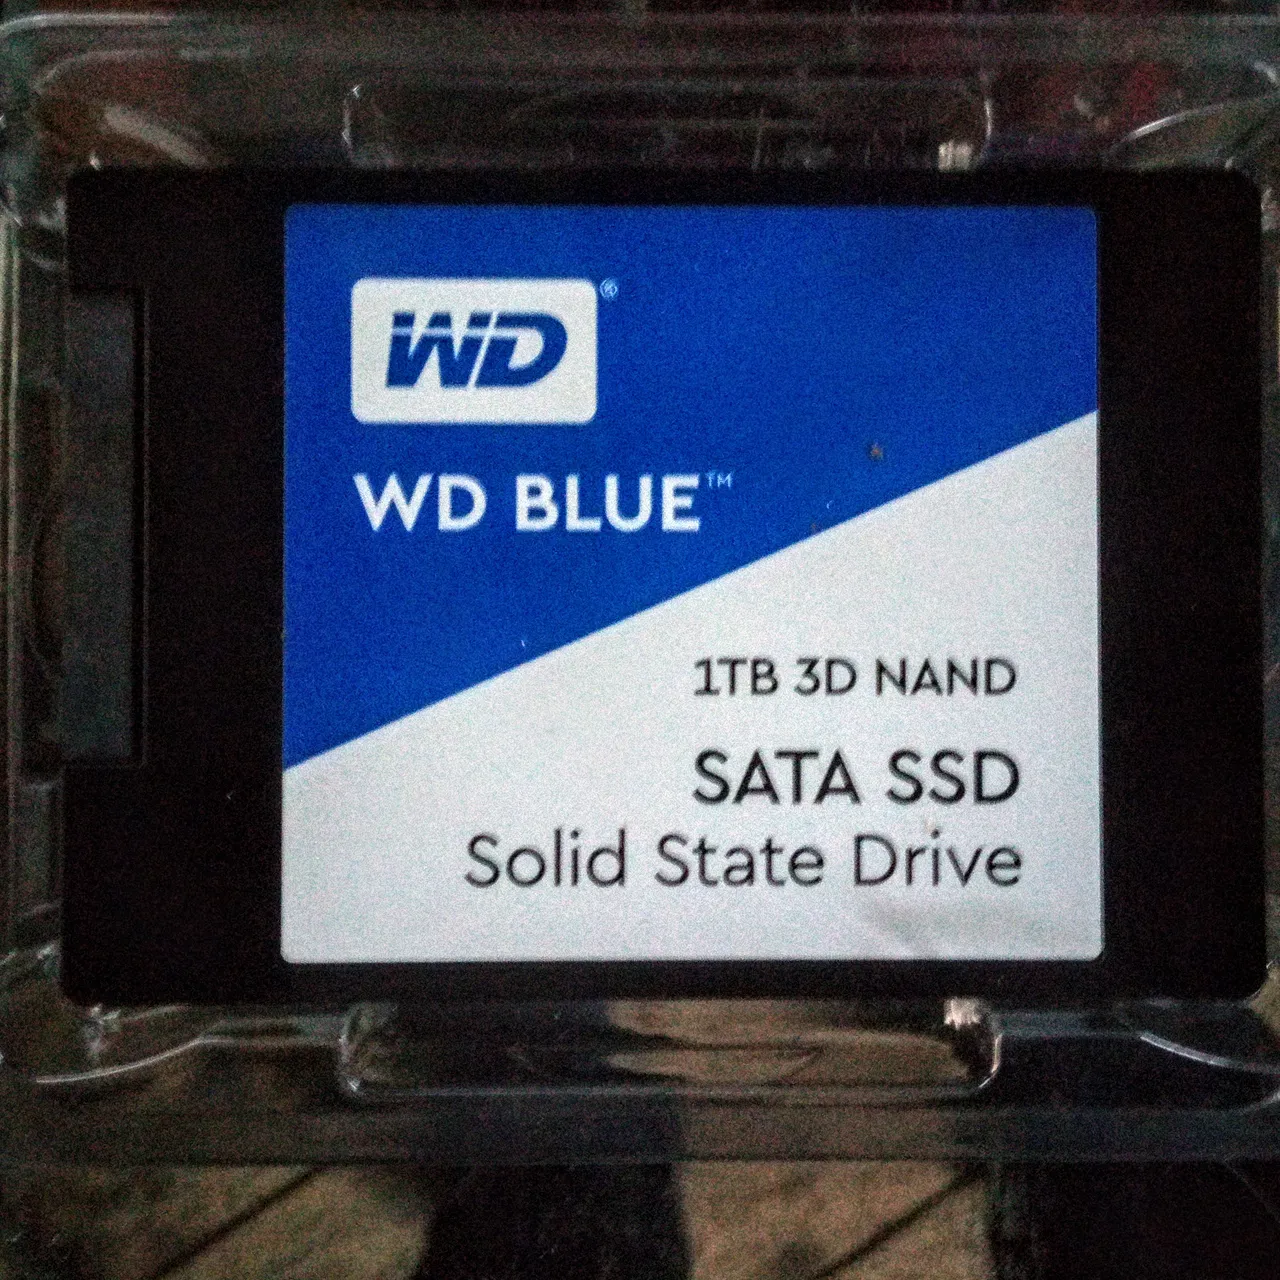 WD®
WD BLUE™
1TB 3D NAND
SATA SSD
Solid State Drive